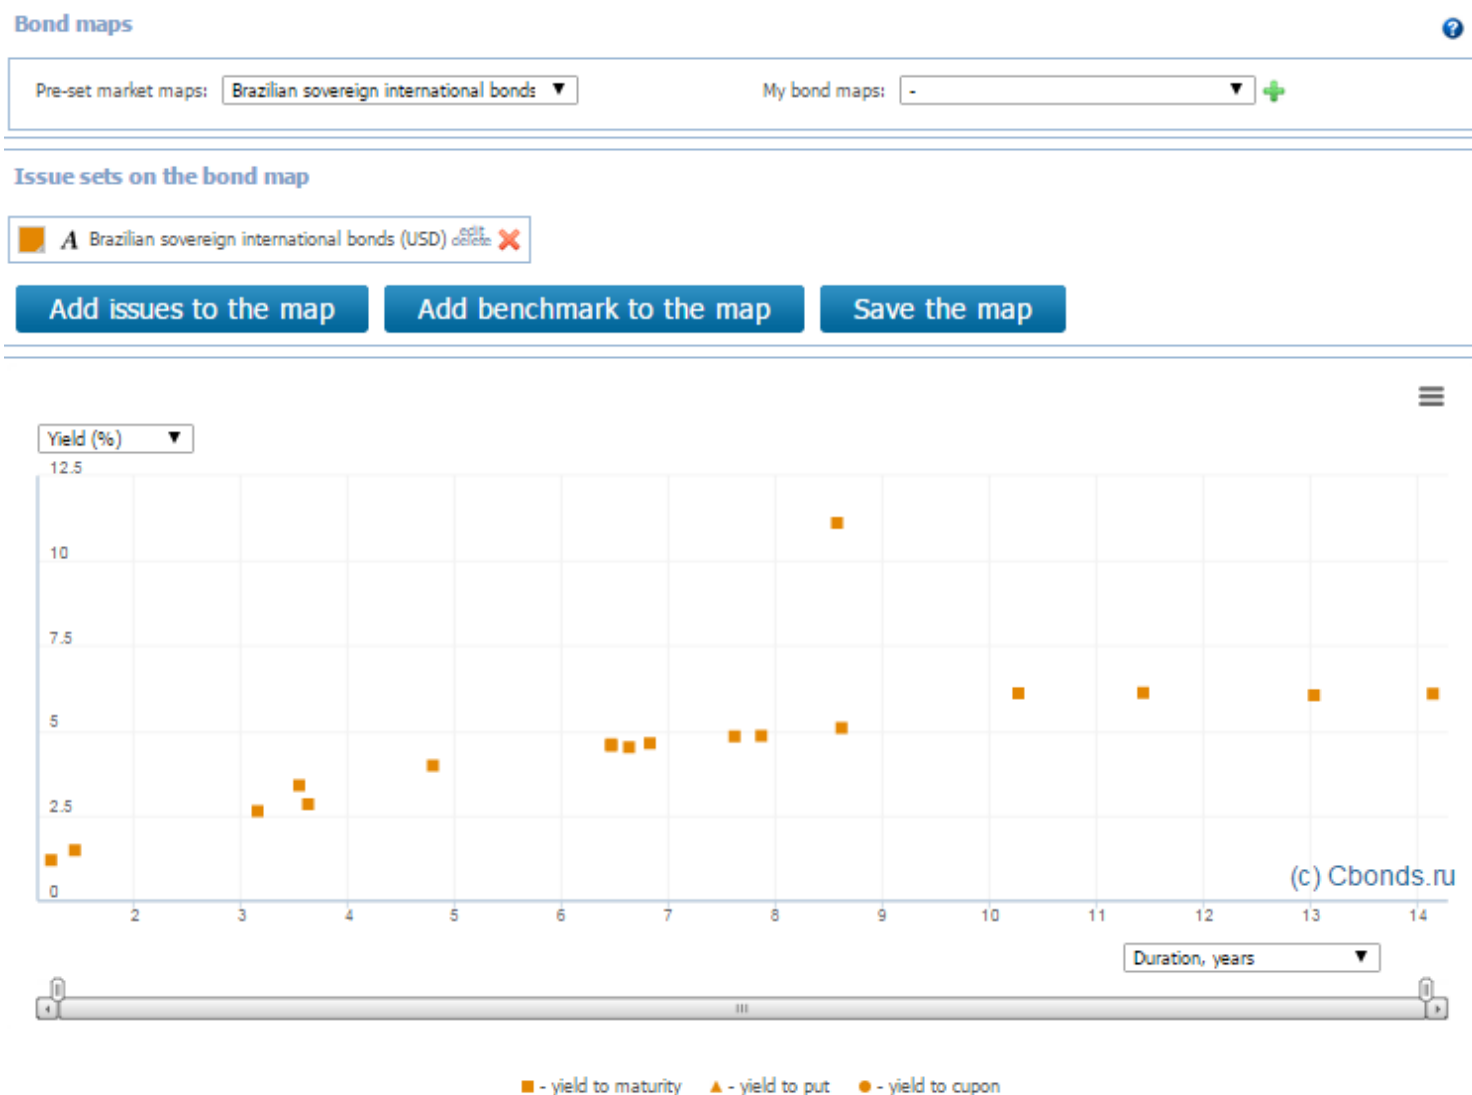 Bond maps
?
Pre-set market maps: Brazilian sovereign international bonds ▼ My bond maps: - ▼
Issue sets on the bond map
A Brazilian sovereign international bonds (USD) edit
delete
Add issues to the map Add benchmark to the map Save the map
Yield (%) ▼
12.5
10
7.5
5
2.5
(c) Cbonds.ru
0
2 3 4 5 6 7 8 9 10 11 12 13 14
Duration, years ▼
- yield to maturity - yield to put - yield to cupon